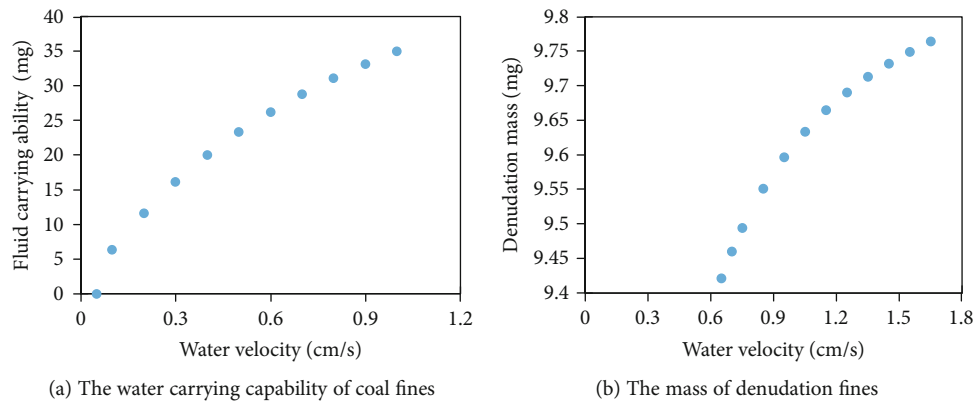 Fluid carrying ability (mg)
40
35
30
25
20
15
10
5
0
0 0.3 0.6 0.9 1.2
Water velocity (cm/s)
(a) The water carrying capability of coal fines
Denudation mass (mg)
9.8
9.75
9.7
9.65
9.6
9.55
9.5
9.45
9.4
0 0.3 0.6 0.9 1.2 1.5 1.8
Water velocity (cm/s)
(b) The mass of denudation fines